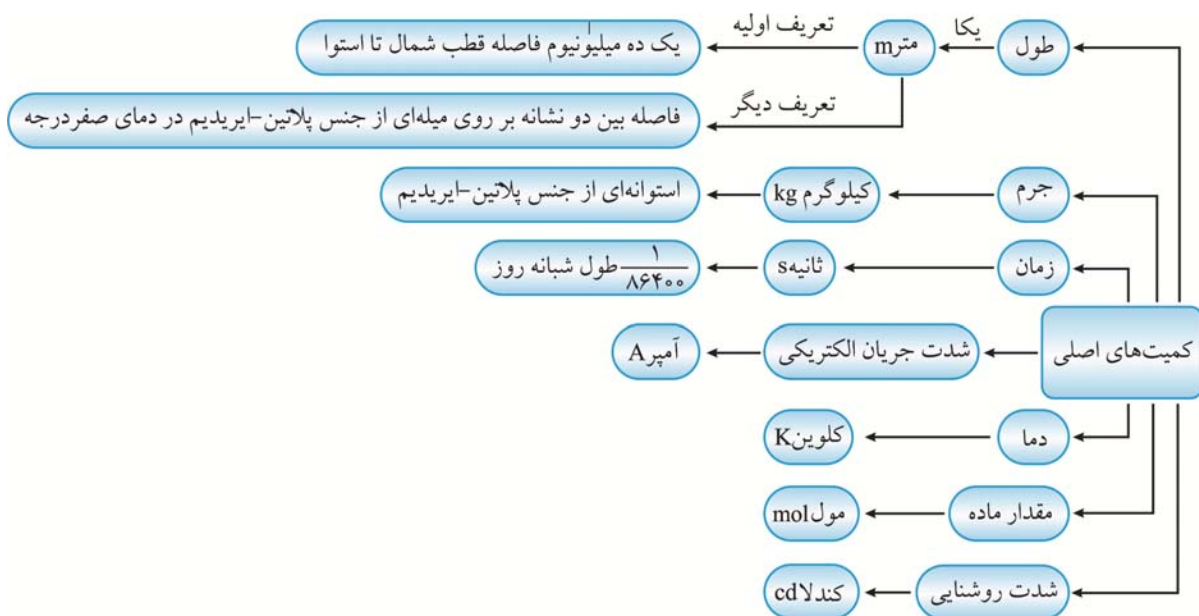 طول
یکا
مترm
تعریف اولیه
یک ده میلیونیوم فاصله قطب شمال تا استوا
تعریف دیگر
فاصله بین دو نشانه بر روی میله‌ای از جنس پلاتین–ایریدیم در دمای صفردرجه
جرم
کیلوگرم kg
استوانه‌ای از جنس پلاتین–ایریدیم
زمان
ثانیهs
۱/۸۶۴۰۰ طول شبانه روز
کمیت‌های اصلی
شدت جریان الکتریکی
آمپرA
دما
کلوینK
مقدار ماده
مولmol
شدت روشنایی
کندلاcd